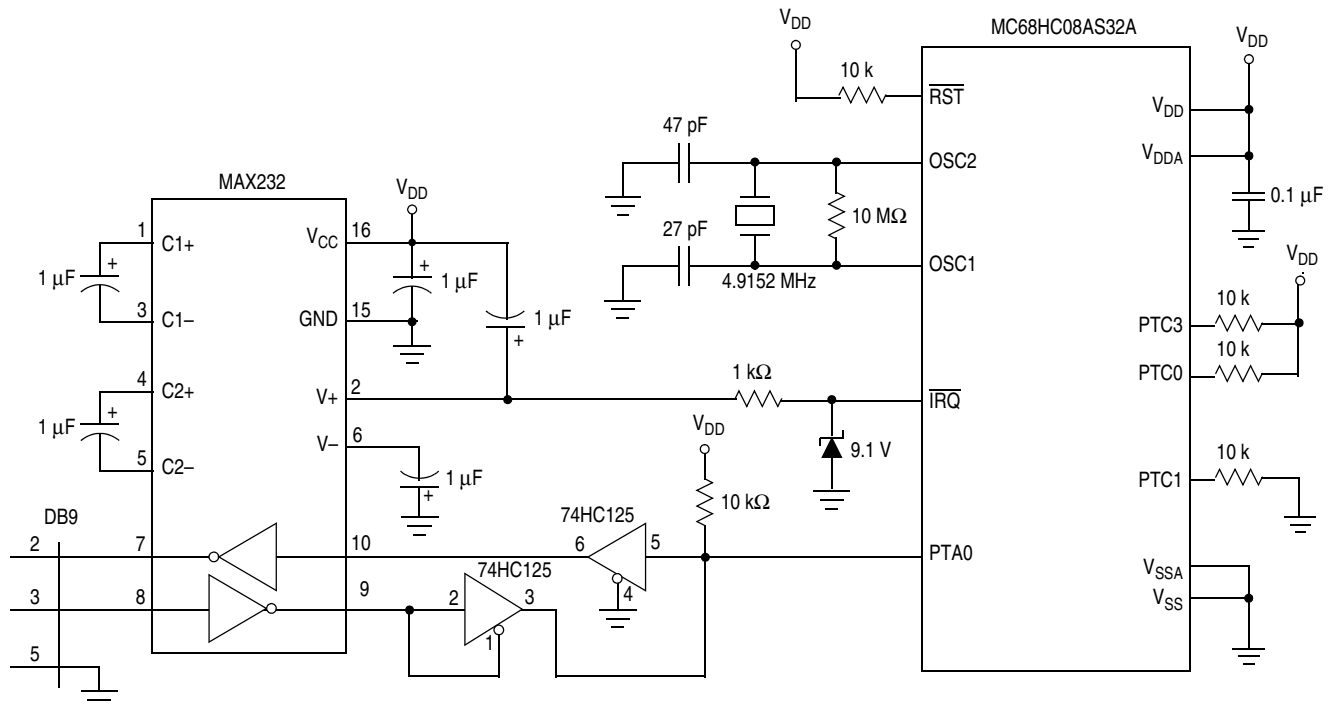 MC68HC08AS32A
VDD
VDD
10 k
RST
VDD
47 pF
OSC2
VDDA
MAX232
VDD
10 MΩ
0.1 µF
1
C1+
VCC
16
27 pF
VDD
1 µF
+
+
1 µF
OSC1
4.9152 MHz
10 k
3
C1–
GND
15
1 µF
+
PTC3
10 k
4
C2+
1 kΩ
PTC0
V+
2
IRQ
1 µF
+
VDD
V–
6
9.1 V
10 k
5
C2–
1 µF
+
PTC1
10 kΩ
DB9
74HC125
2
7
10
6
5
PTA0
4
74HC125
VSSA
3
8
9
2
3
VSS
1
5